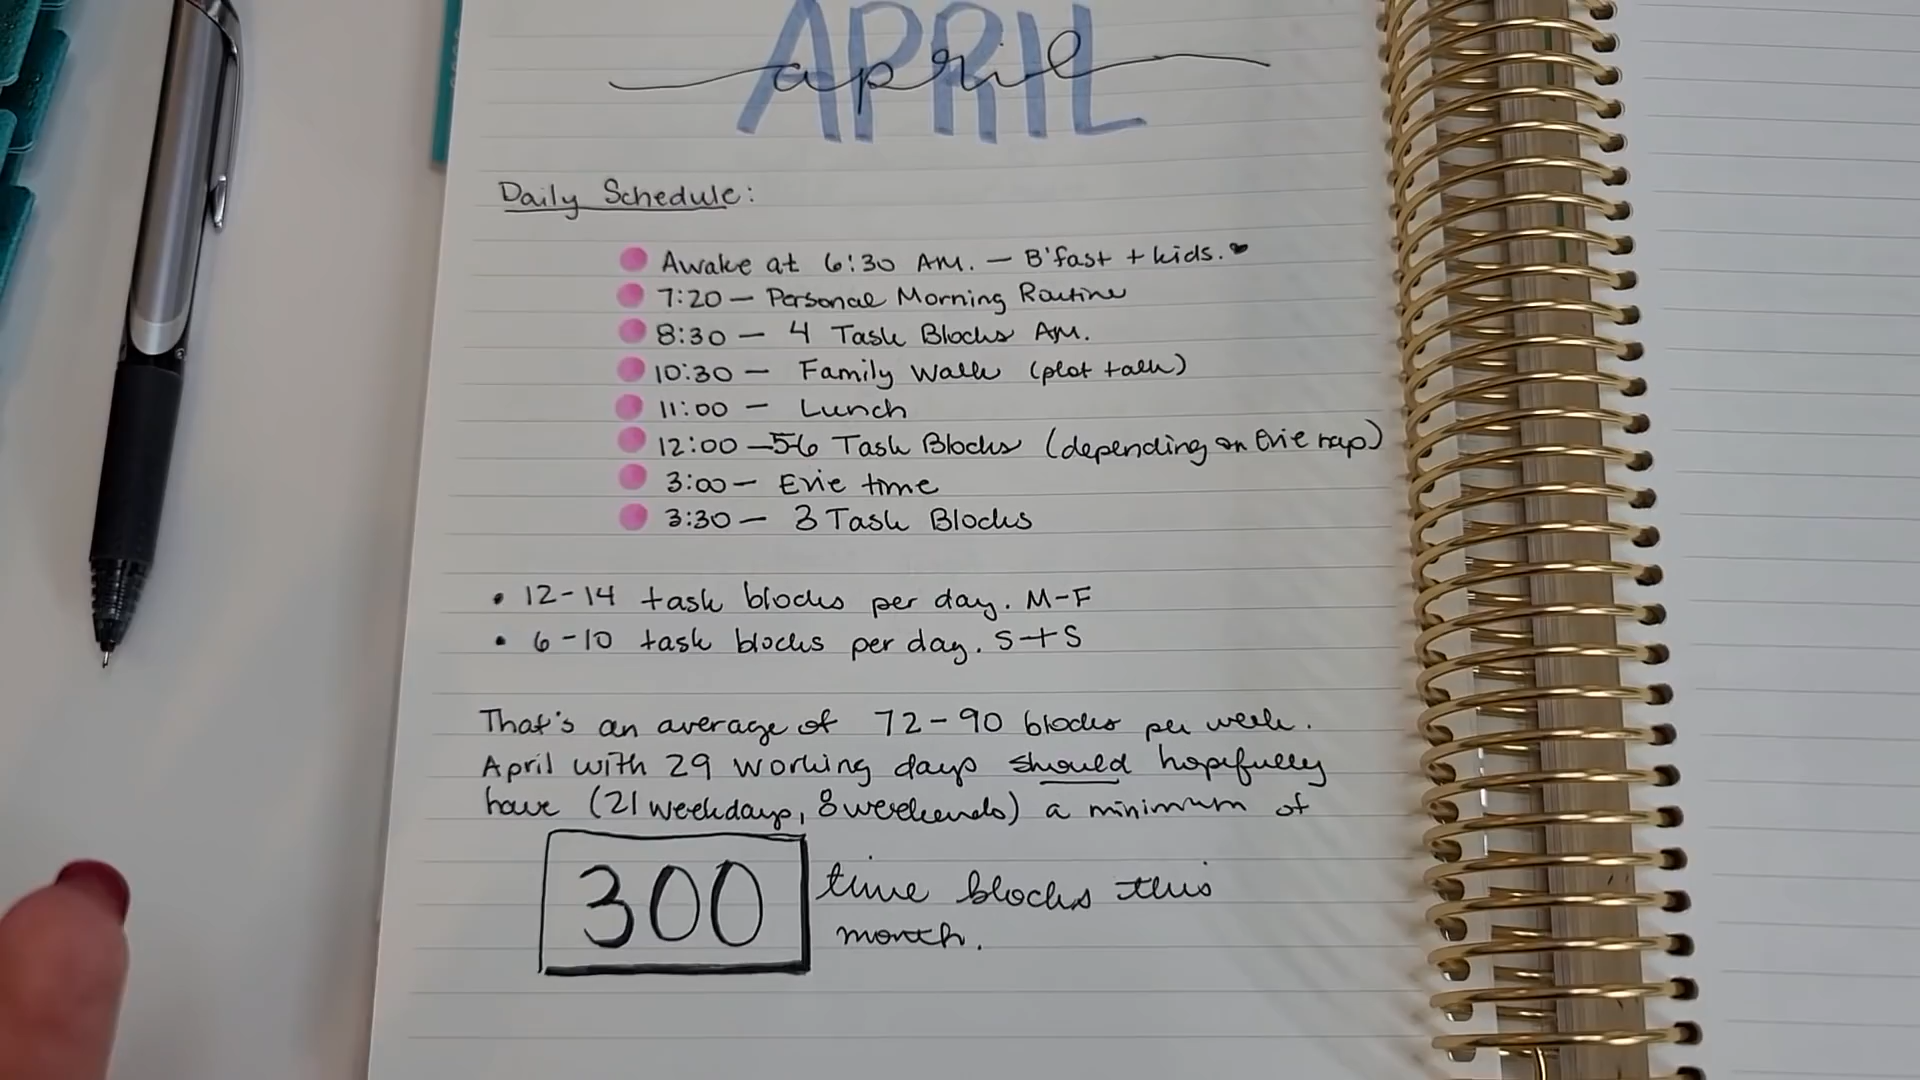 APRIL
april
Daily Schedule:
Awake at 6:30 AM. — B'fast + kids.
7:20 — Personal Morning Routine
8:30 — 4 Task Blocks AM.
10:30 — Family Walk (plot talk)
11:00 — Lunch
12:00 — 5-6 Task Blocks (depending on Evie nap)
3:00 — Evie time
3:30 — 3 Task Blocks
• 12-14 task blocks per day. M-F
• 6-10 task blocks per day. S+S
That's an average of 72-90 blocks per week.
April with 29 working days should hopefully
have (21 weekdays, 8 weekends) a minimum of
300 time blocks this
month.